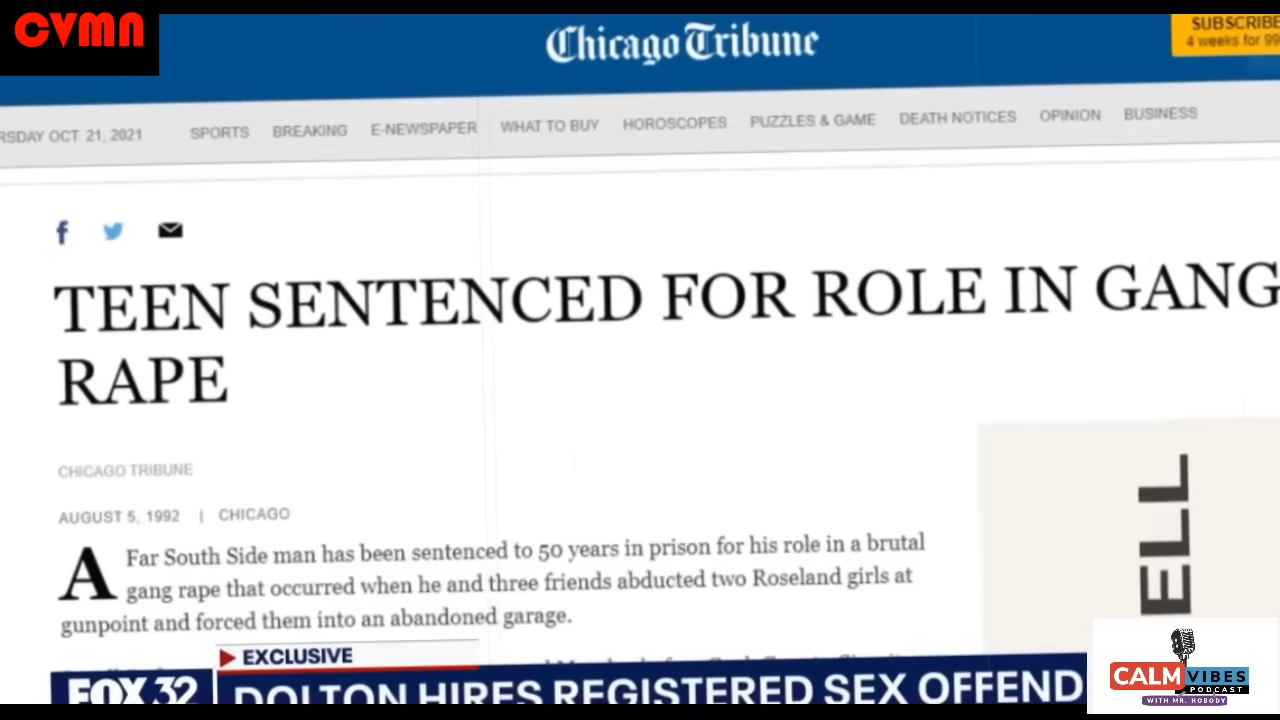 CVMN
Chicago Tribune
SUBSCRIBE
4 weeks for 99
RSDAY OCT. 21, 2021 SPORTS BREAKING E-NEWSPAPER WHAT TO BUY HOROSCOPES PUZZLES & GAME DEATH NOTICES OPINION BUSINESS
f
TEEN SENTENCED FOR ROLE IN GANG
RAPE
CHICAGO TRIBUNE
AUGUST 5, 1992 | CHICAGO
A Far South Side man has been sentenced to 50 years in prison for his role in a brutal
gang rape that occurred when he and three friends abducted two Roseland girls at
gunpoint and forced them into an abandoned garage.
ELL
EXCLUSIVE
FOX 32
DOLTON HIRES REGISTERED SEX OFFEND
CALM VIBES
PODCAST
WITH MR. NOBODY